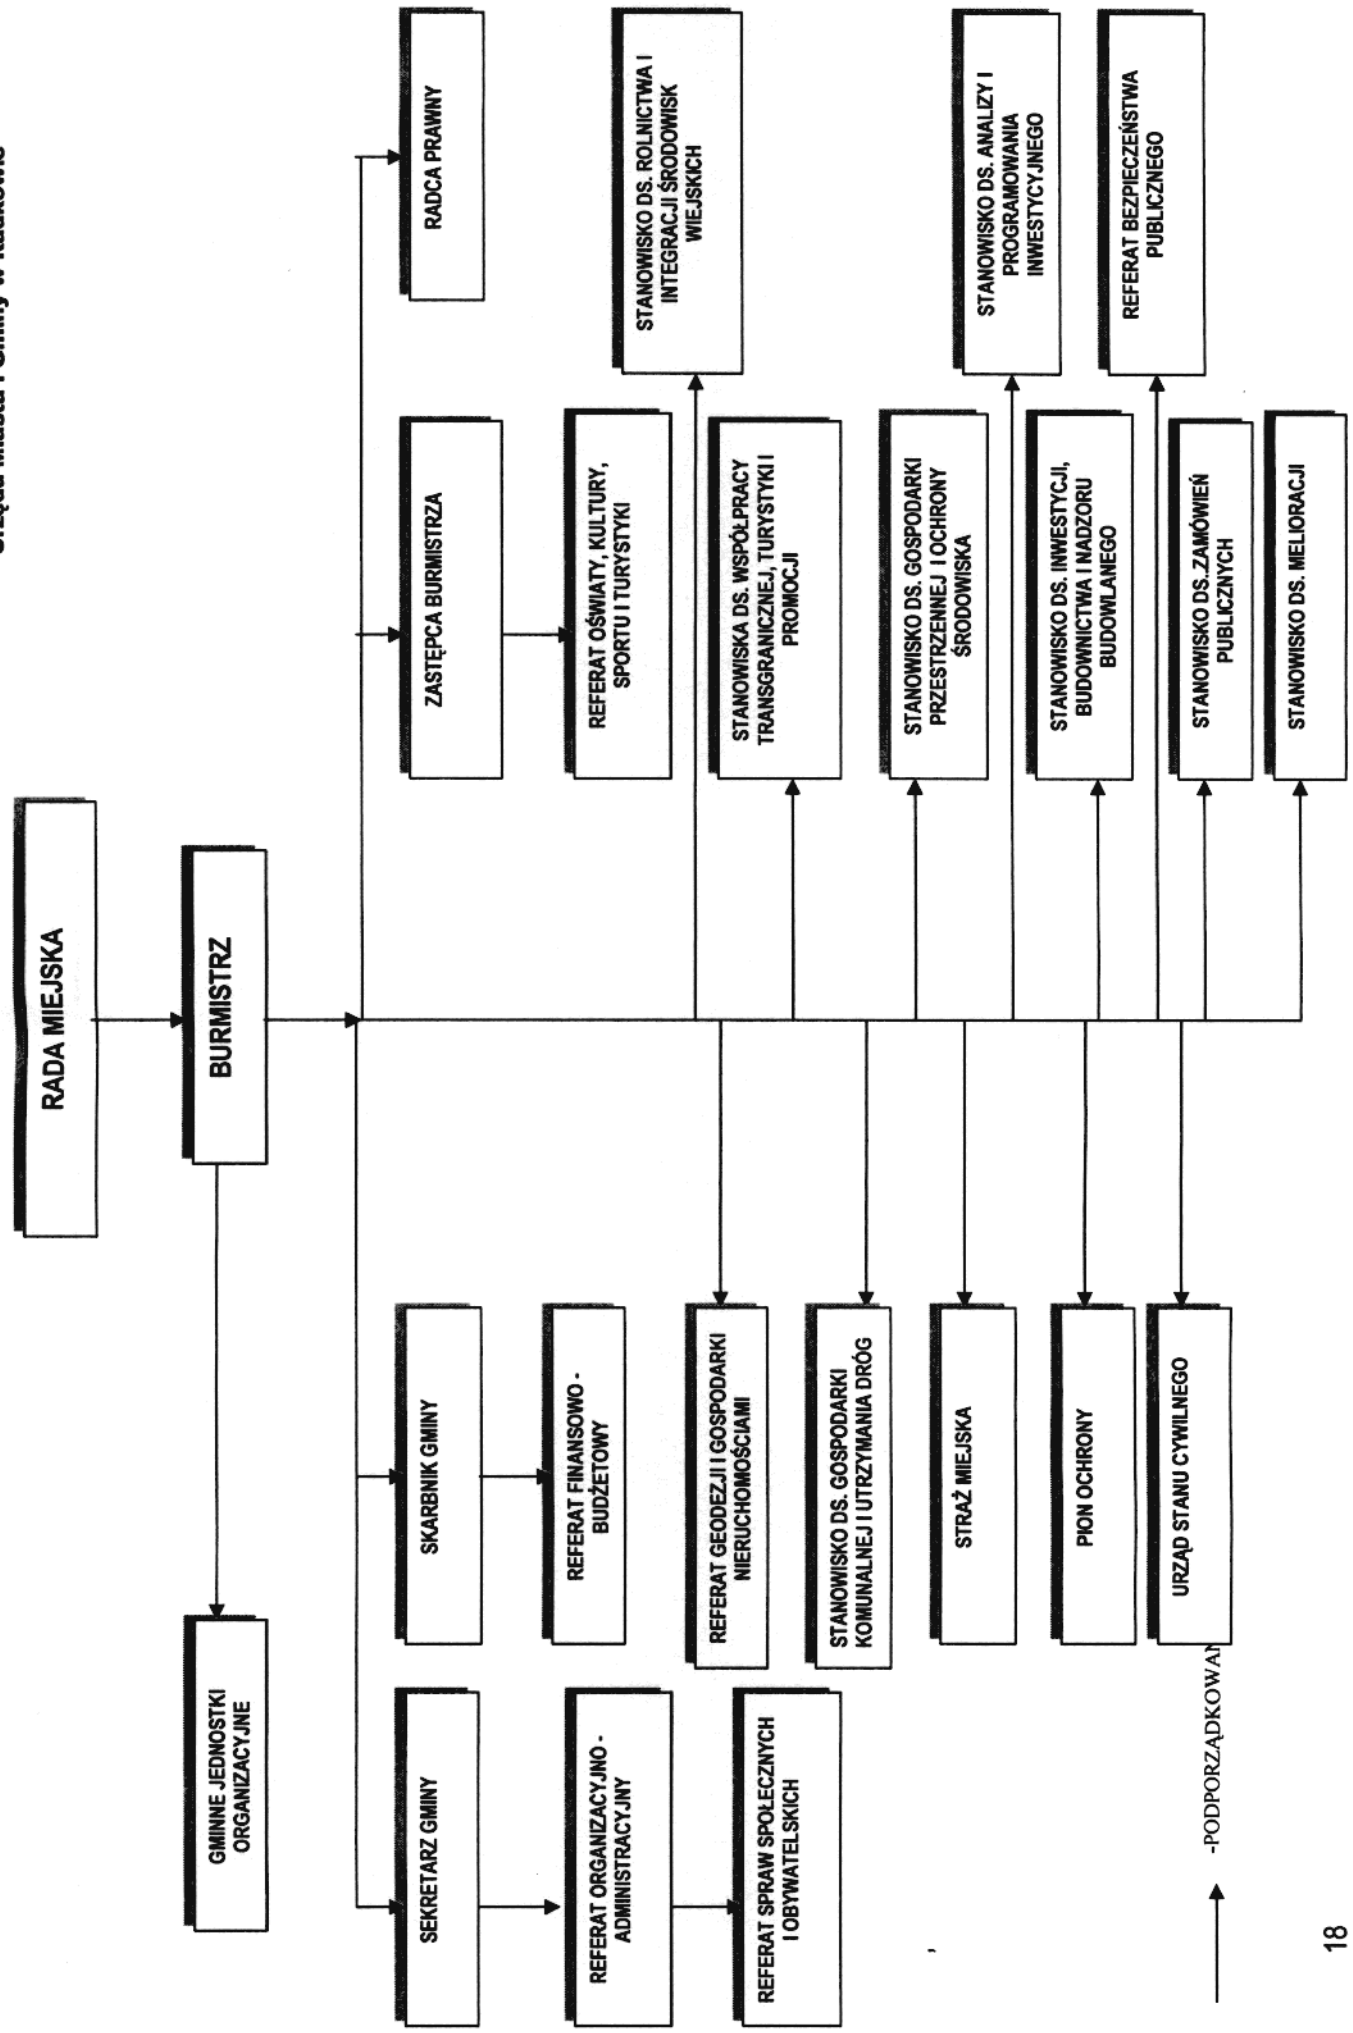 Urzędu Miasta i Gminy w Radkowie
RADA MIEJSKA
BURMISTRZ
GMINNE JEDNOSTKI
ORGANIZACYJNE
SEKRETARZ GMINY
SKARBNIK GMINY
ZASTĘPCA BURMISTRZA
RADCA PRAWNY
REFERAT ORGANIZACYJNO -
ADMINISTRACYJNY
REFERAT FINANSOWO -
BUDŻETOWY
REFERAT OŚWIATY, KULTURY,
SPORTU I TURYSTYKI
STANOWISKO DS. ROLNICTWA I
INTEGRACJI ŚRODOWISK
WIEJSKICH
REFERAT SPRAW SPOŁECZNYCH
I OBYWATELSKICH
REFERAT GEODEZJI I GOSPODARKI
NIERUCHOMOŚCIAMI
STANOWISKA DS. WSPÓŁPRACY
TRANSGRANICZNEJ, TURYSTYKI I
PROMOCJI
STANOWISKO DS. GOSPODARKI
KOMUNALNEJ I UTRZYMANIA DRÓG
STANOWISKO DS. GOSPODARKI
PRZESTRZENNEJ I OCHRONY
ŚRODOWISKA
STRAŻ MIEJSKA
STANOWISKO DS. ANALIZY I
PROGRAMOWANIA
INWESTYCYJNEGO
PION OCHRONY
STANOWISKO DS. INWESTYCJI,
BUDOWNICTWA I NADZORU
BUDOWLANEGO
REFERAT BEZPIECZEŃSTWA
PUBLICZNEGO
URZĄD STANU CYWILNEGO
STANOWISKO DS.ZAMÓWIEŃ
PUBLICZNYCH
STANOWISKO DS. MELIORACJI
-PODPORZĄDKOWAN
18